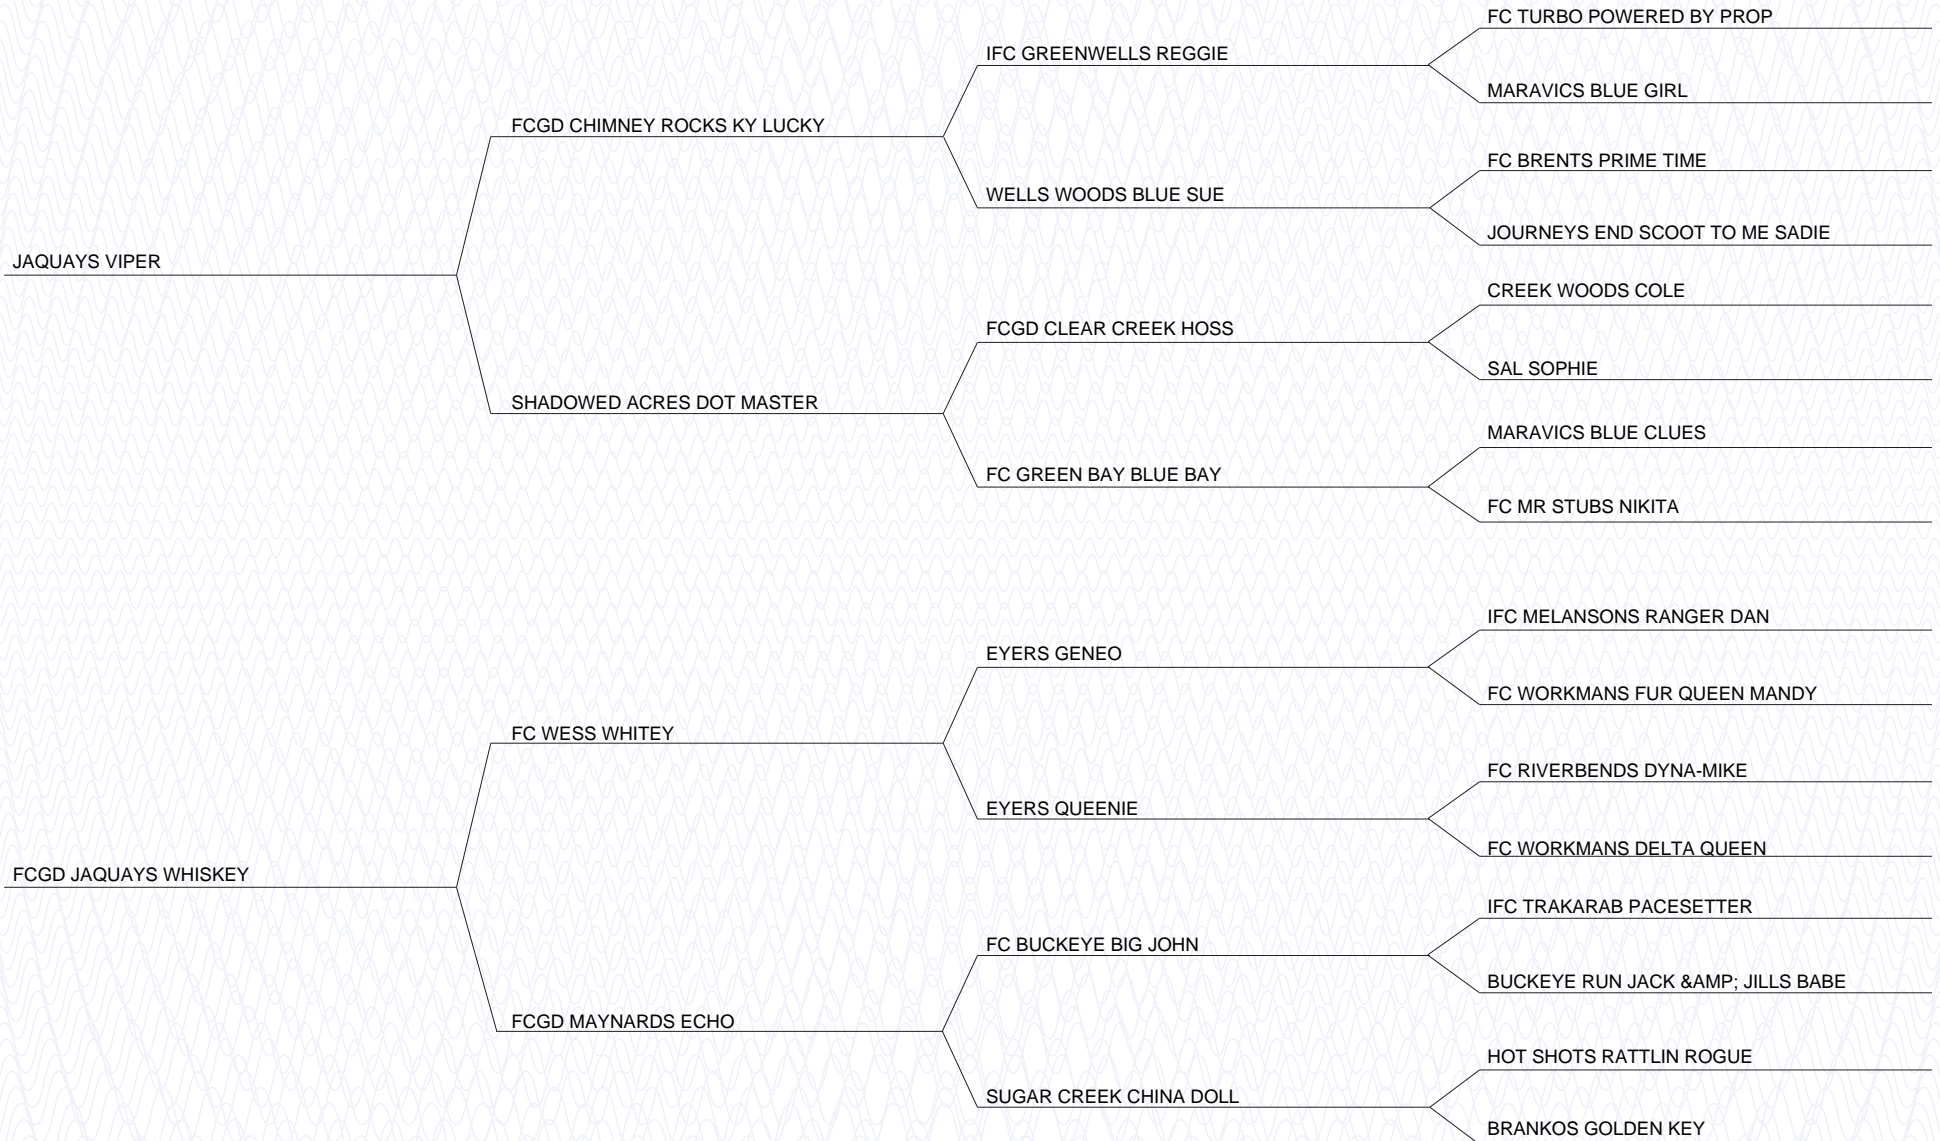 FC TURBO POWERED BY PROP
IFC GREENWELLS REGGIE
MARAVICS BLUE GIRL
FCGD CHIMNEY ROCKS KY LUCKY
FC BRENTS PRIME TIME
WELLS WOODS BLUE SUE
JOURNEYS END SCOOT TO ME SADIE
JAQUAYS VIPER
CREEK WOODS COLE
FCGD CLEAR CREEK HOSS
SAL SOPHIE
SHADOWED ACRES DOT MASTER
MARAVICS BLUE CLUES
FC GREEN BAY BLUE BAY
FC MR STUBS NIKITA
IFC MELANSONS RANGER DAN
EYERS GENEO
FC WORKMANS FUR QUEEN MANDY
FC WESS WHITEY
FC RIVERBENDS DYNA-MIKE
EYERS QUEENIE
FC WORKMANS DELTA QUEEN
FCGD JAQUAYS WHISKEY
IFC TRAKARAB PACESETTER
FC BUCKEYE BIG JOHN
BUCKEYE RUN JACK &AMP; JILLS BABE
FCGD MAYNARDS ECHO
HOT SHOTS RATTLIN ROGUE
SUGAR CREEK CHINA DOLL
BRANKOS GOLDEN KEY